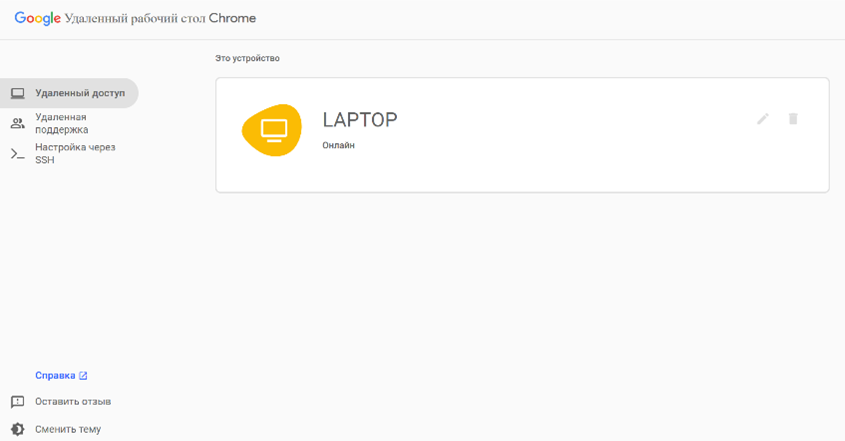 Google Удаленный рабочий стол Chrome
Это устройство
Удаленный доступ
LAPTOP
Удаленная
поддержка
Онлайн
Настройка через
SSH
Справка
Оставить отзыв
Сменить тему